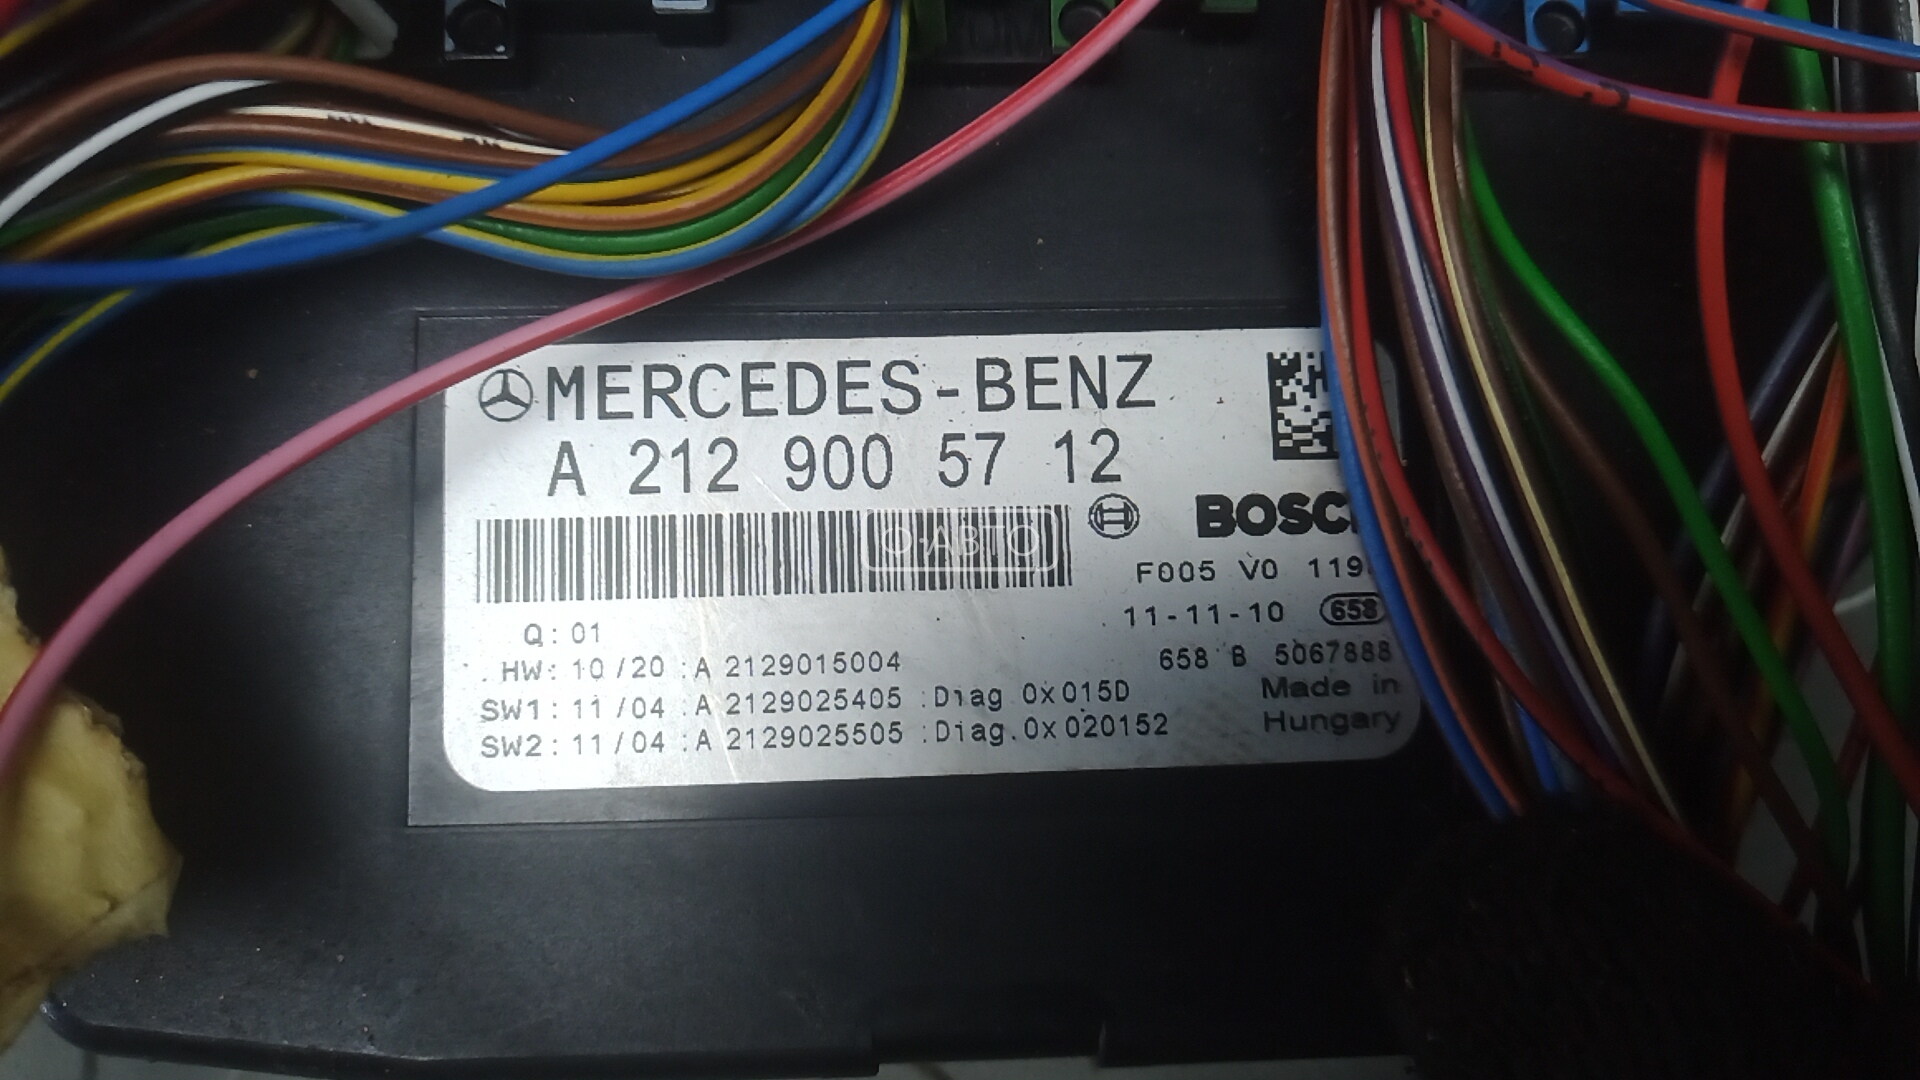 MERCEDES-BENZ
A 212 900 57 12
О·АВТО
BOSC
F005 V0 119
11-11-10 658
Q: 01
HW: 10/20 :A 2129015004
658 B 5067888
SW1: 11/04 :A 2129025405 :Diag 0x015D
Made in
SW2: 11/04 :A 2129025505 :Diag.0x020152
Hungary